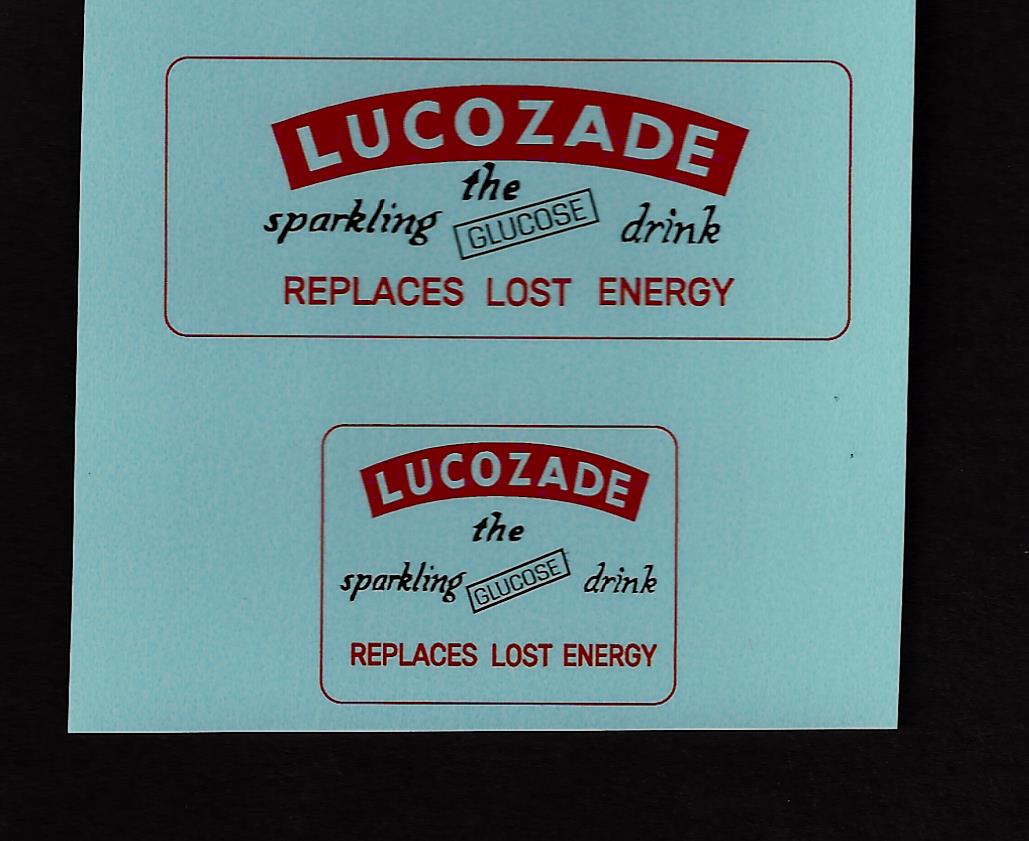 LUCOZADE
the
sparkling GLUCOSE drink
REPLACES LOST ENERGY
LUCOZADE
the
sparkling GLUCOSE drink
REPLACES LOST ENERGY